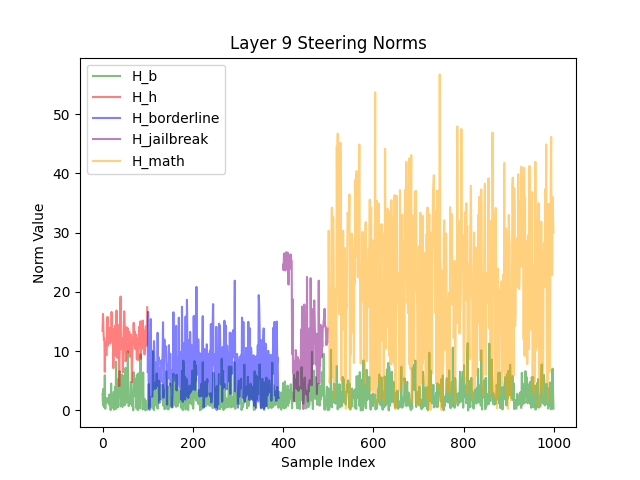 Layer 9 Steering Norms
H_b
H_h
H_borderline
H_jailbreak
H_math
Norm Value
50
40
30
20
10
0
0 200 400 600 800 1000
Sample Index